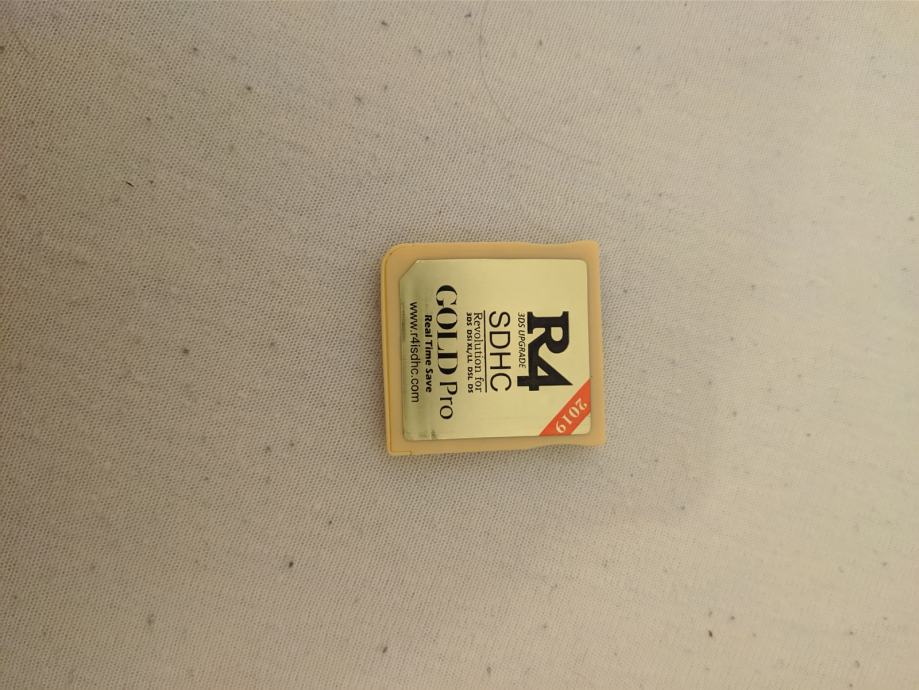 R4
3DS UPGRADE
SDHC
Revolution for
3DS DSi XL/LL DSL DS
GOLD Pro
Real Time Save
www.r4isdhc.com
2019